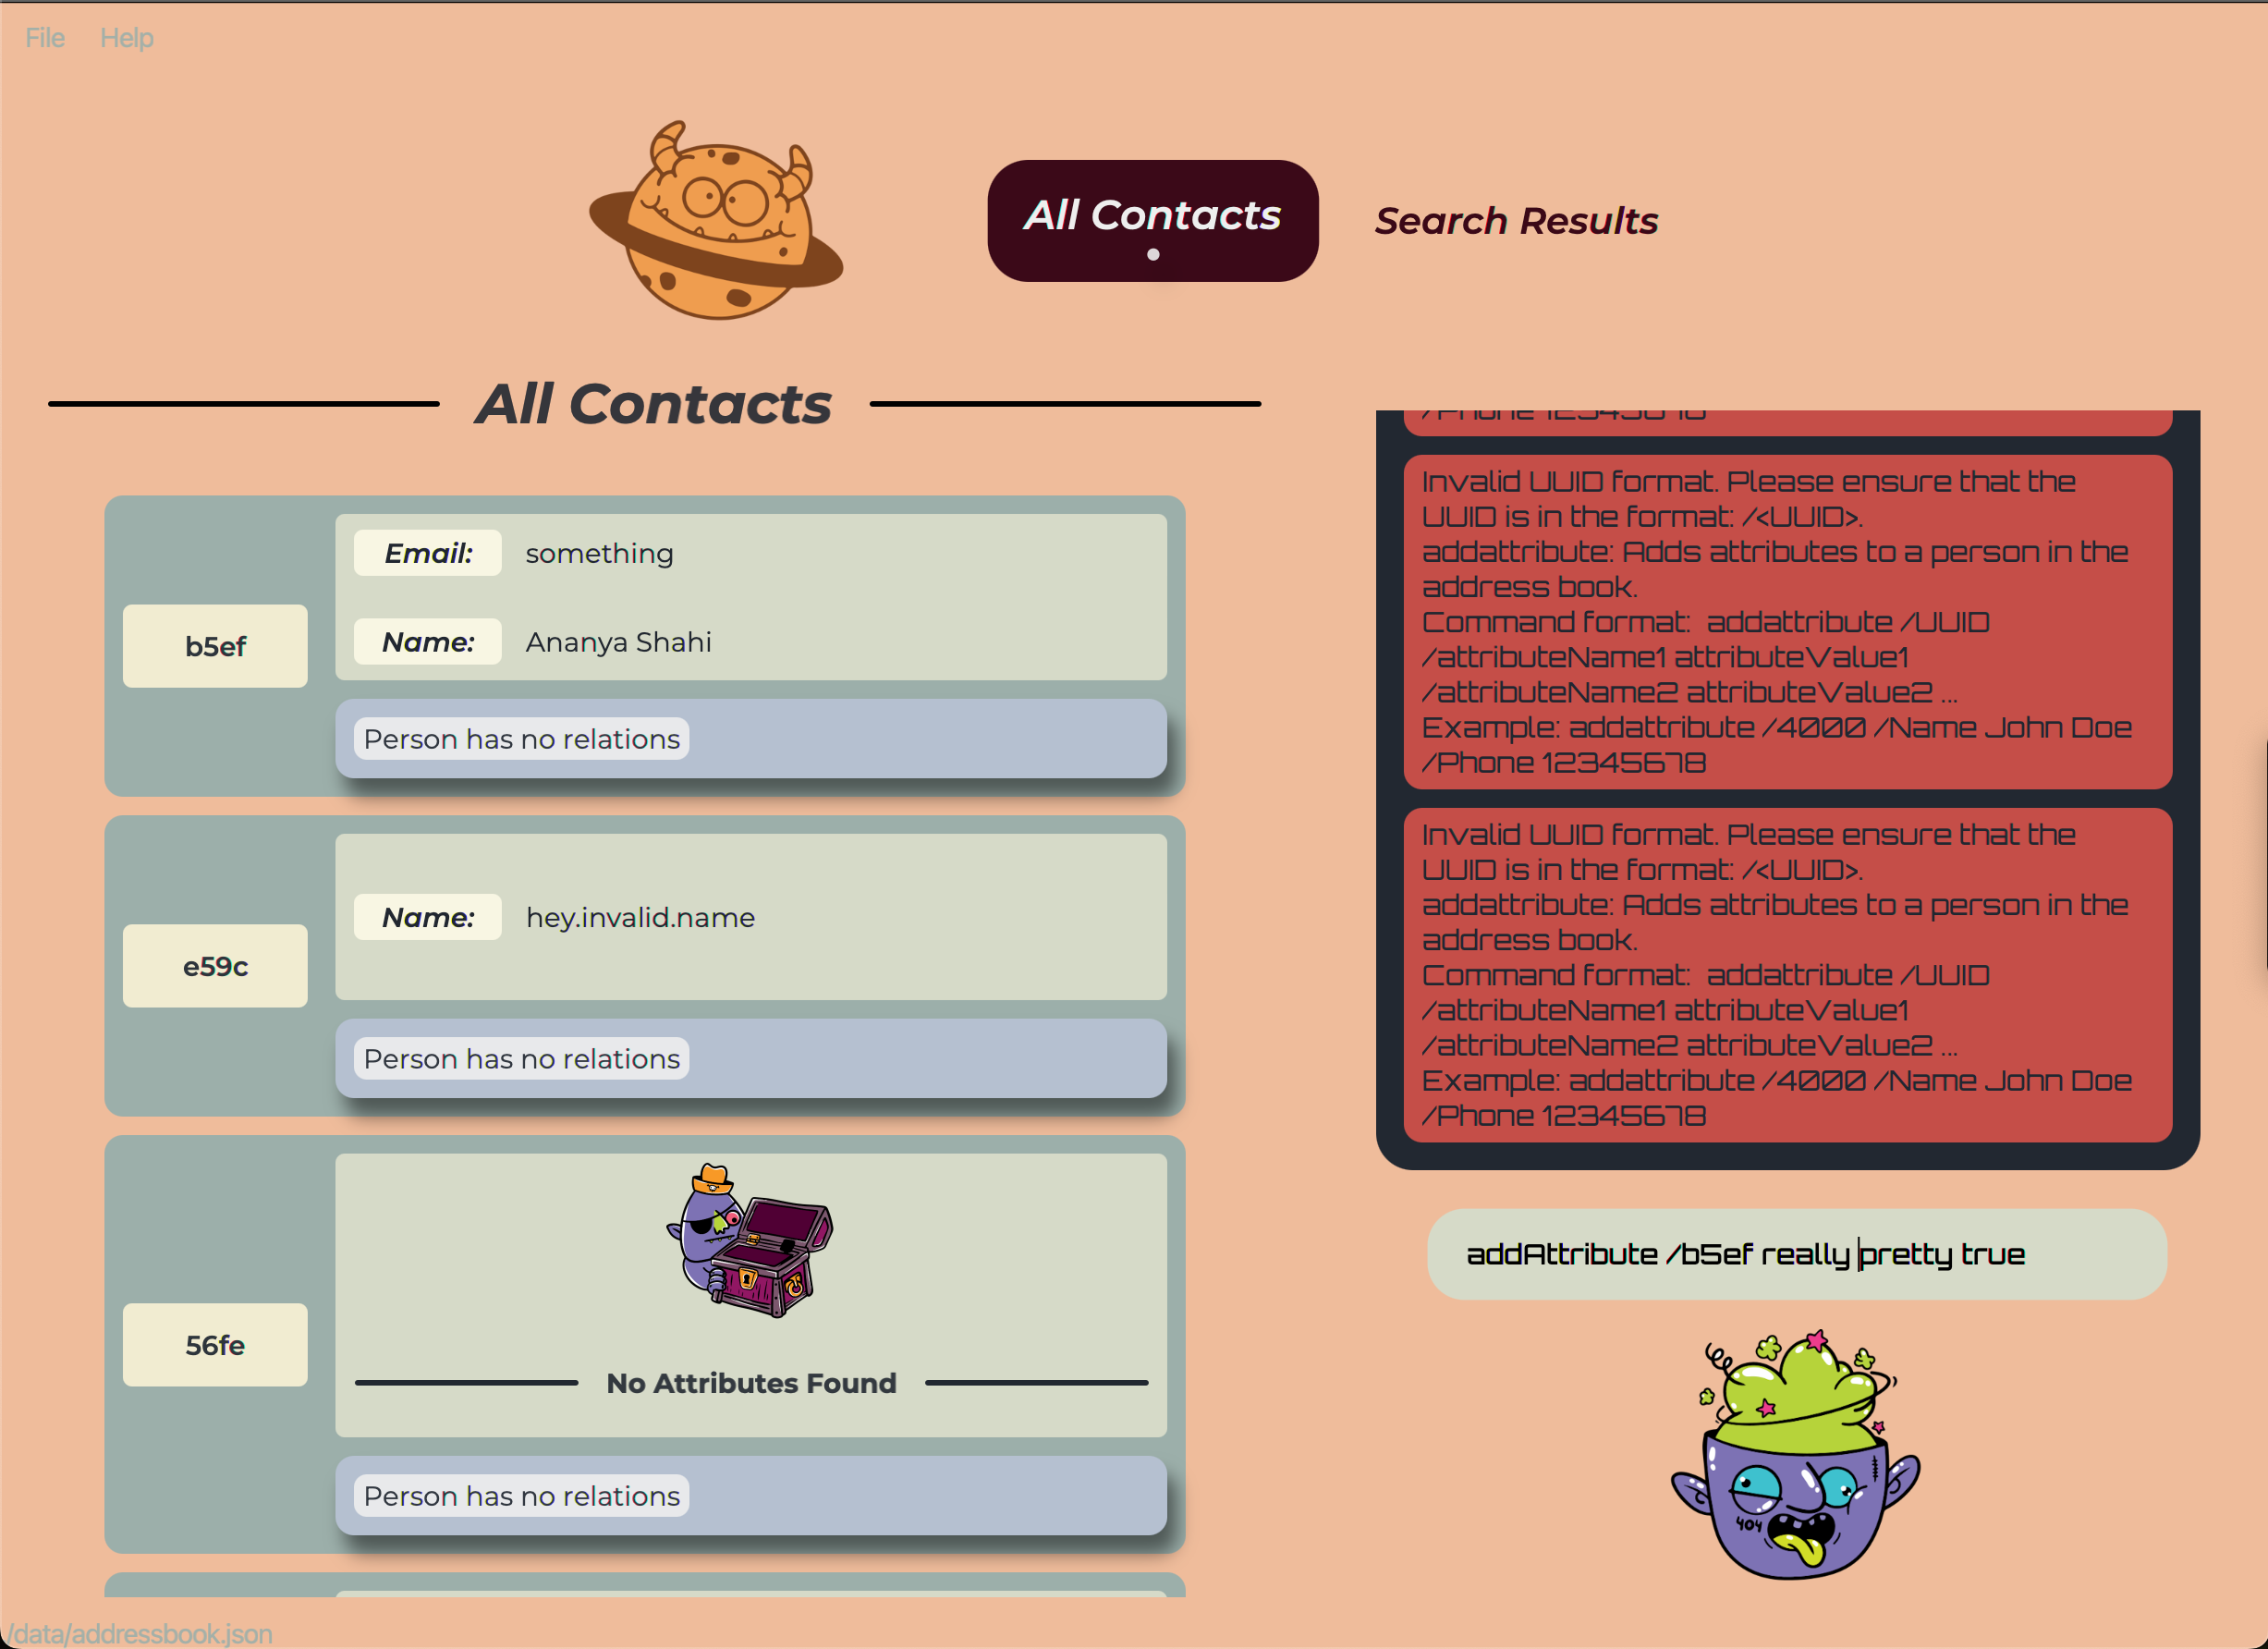 File Help
All Contacts
Search Results
All Contacts
b5ef
Email: something
Name: Ananya Shahi
Person has no relations
e59c
Name: hey.invalid.name
Person has no relations
56fe
No Attributes Found
Person has no relations
/Phone 12345678
Invalid UUID format. Please ensure that the
UUID is in the format: /<UUID>.
addattribute: Adds attributes to a person in the
address book.
Command format:  addattribute /UUID
/attributeName1 attributeValue1
/attributeName2 attributeValue2 ...
Example: addattribute /4000 /Name John Doe
/Phone 12345678
Invalid UUID format. Please ensure that the
UUID is in the format: /<UUID>.
addattribute: Adds attributes to a person in the
address book.
Command format:  addattribute /UUID
/attributeName1 attributeValue1
/attributeName2 attributeValue2 ...
Example: addattribute /4000 /Name John Doe
/Phone 12345678
addAttribute /b5ef really pretty true
404
/data/addressbook.json